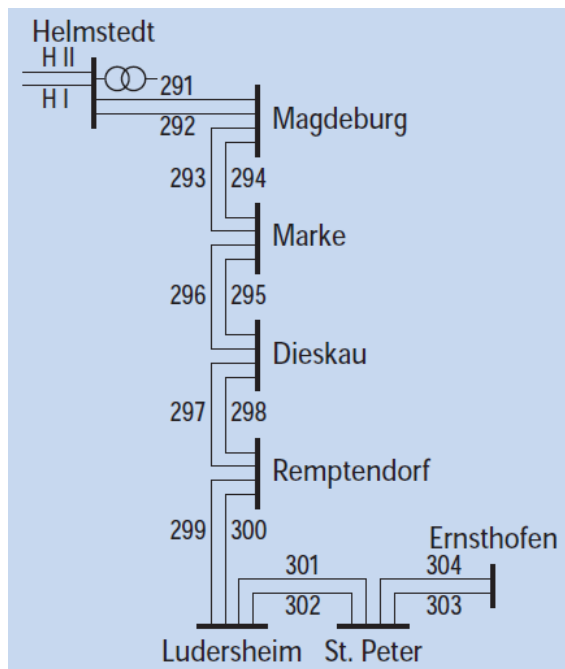 Helmstedt
H II
291
H I
292
Magdeburg
293 294
Marke
296 295
Dieskau
297 298
Remptendorf
299 300
Ernsthofen
301 304
302 303
Ludersheim St. Peter